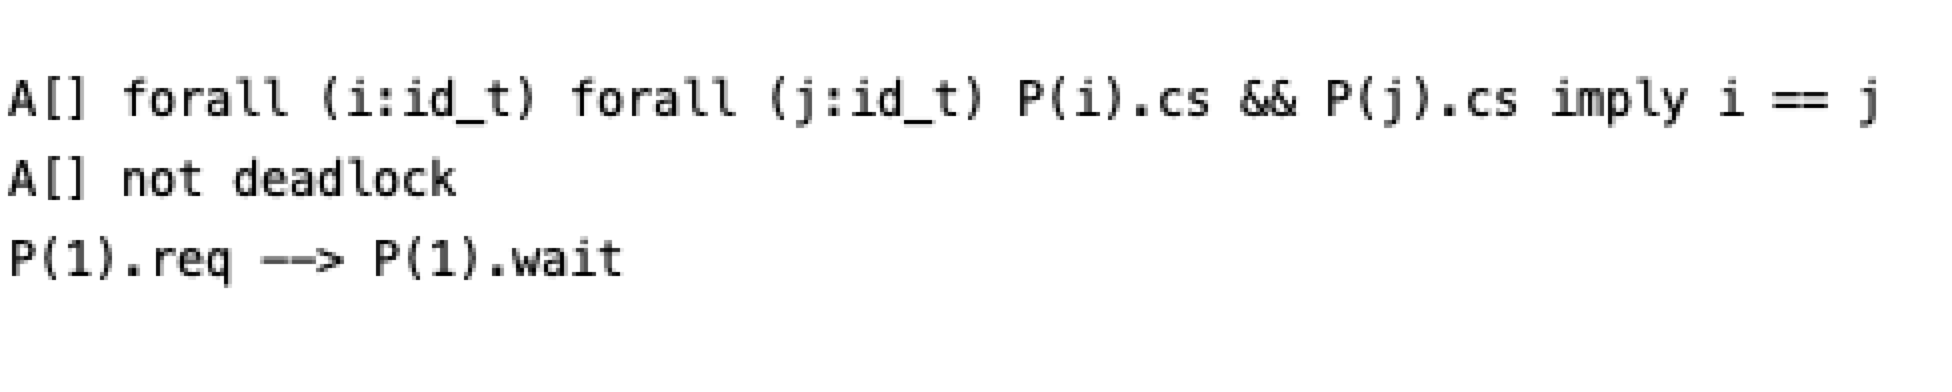 A[] forall (i:id_t) forall (j:id_t) P(i).cs && P(j).cs imply i == j
A[] not deadlock
P(1).req --> P(1).wait